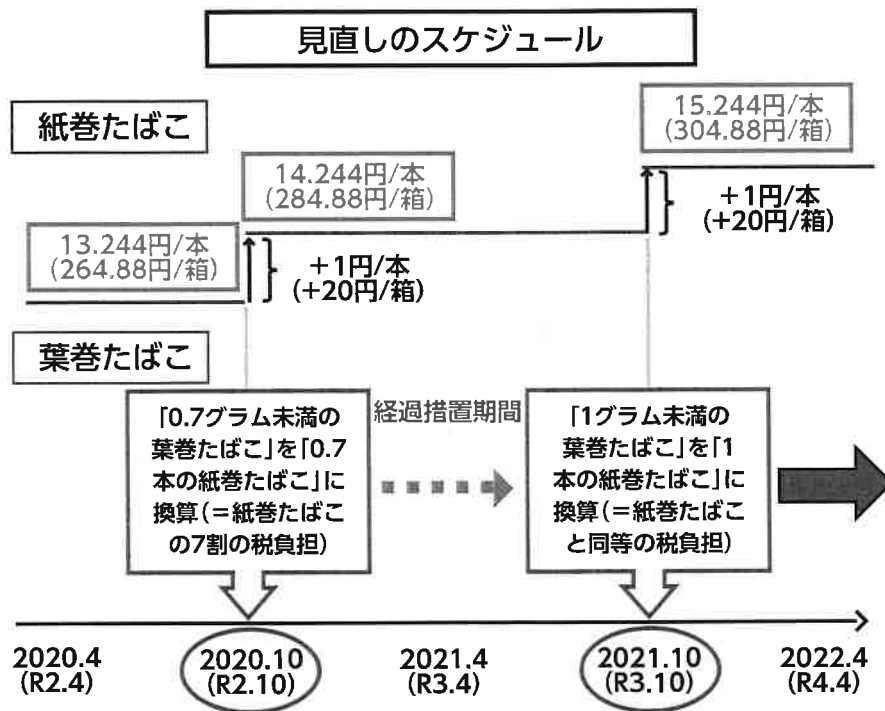 見直しのスケジュール
紙巻たばこ
15.244円/本
(304.88円/箱)
14.244円/本
(284.88円/箱)
+1円/本
(+20円/箱)
13.244円/本
(264.88円/箱)
+1円/本
(+20円/箱)
葉巻たばこ
「0.7グラム未満の
葉巻たばこ」を「0.7
本の紙巻たばこ」に
換算(=紙巻たばこ
の7割の税負担)
経過措置期間
「1グラム未満の
葉巻たばこ」を「1
本の紙巻たばこ」に
換算(=紙巻たばこ
と同等の税負担)
2020.4
(R2.4)
2020.10
(R2.10)
2021.4
(R3.4)
2021.10
(R3.10)
2022.4
(R4.4)